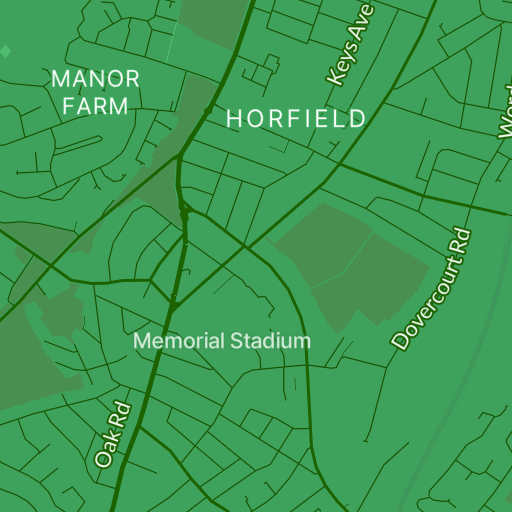 Keys Ave
MANOR
FARM
HORFIELD
Dovercourt Rd
Memorial Stadium
Oak Rd